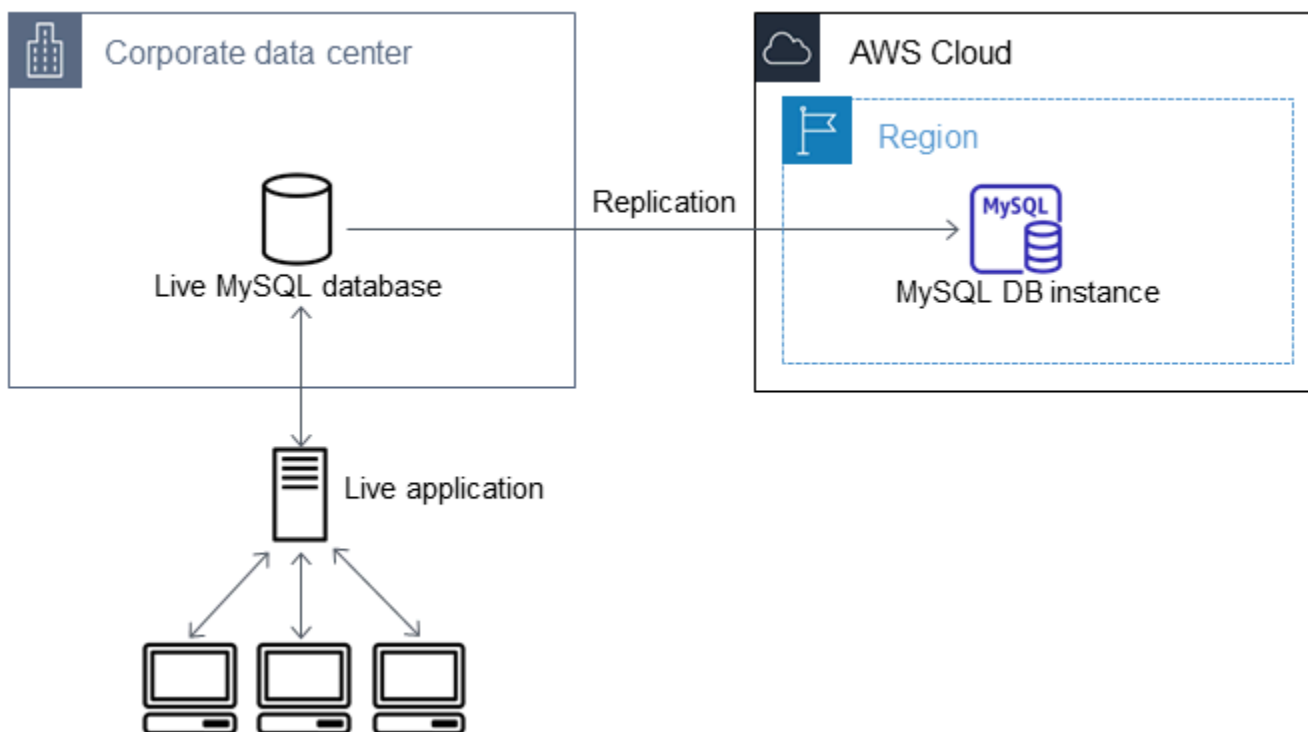 Corporate data center
AWS Cloud
Region
Replication
MySQL
Live MySQL database
MySQL DB instance
Live application